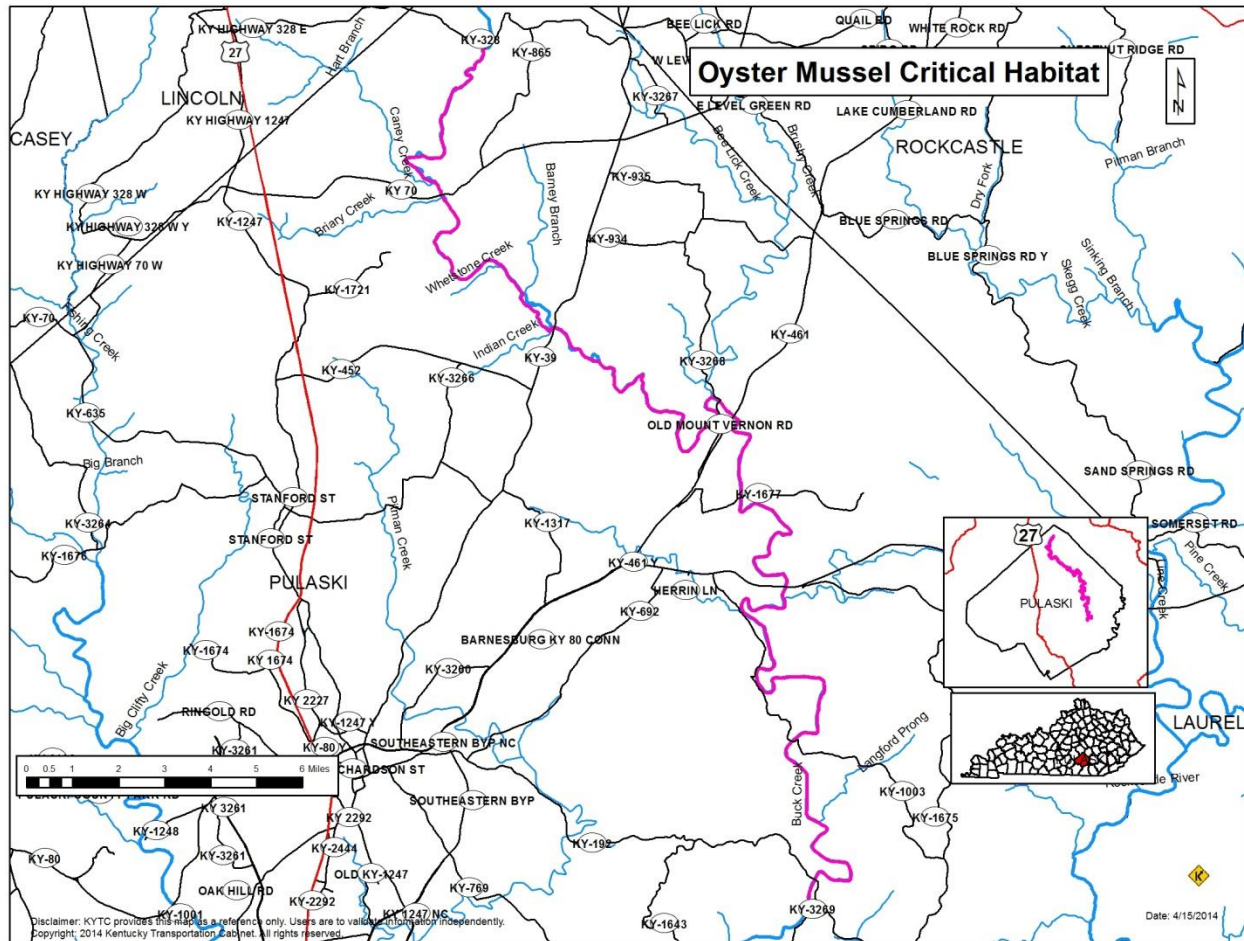 KY HIGHWAY 328 E
27
Hart Branch
KY-328
KY-865
BEE LICK RD
QUAIL RD
WHITE ROCK RD
Oyster Mussel Critical Habitat
N
LINCOLN
KY HIGHWAY 1247
CASEY
Caney Creek
KY-3267
E LEVEL GREEN RD
LAKE CUMBERLAND RD
Bee Lick Creek
Brushy Creek
ROCKCASTLE
Pitman Branch
Dry Fork
KY HIGHWAY 328 W
KY 70
KY-935
Barney Branch
KY HIGHWAY 328 W Y
KY-1247
Briary Creek
KY-934
BLUE SPRINGS RD
BLUE SPRINGS RD Y
KY HIGHWAY 70 W
Whetstone Creek
Skegg Creek
Sinking Branch
KY-1721
KY-70
Fishing Creek
Indian Creek
KY-39
KY-461
KY-3268
KY-452
KY-3266
KY-635
OLD MOUNT VERNON RD
Big Branch
SAND SPRINGS RD
STANFORD ST
KY-1677
KY-3264
Pitman Creek
KY-1317
SOMERSET RD
STANFORD ST
KY-1676
27
Pine Creek
Line Creek
KY-461 Y
PULASKI
HERRIN LN
PULASKI
KY-692
KY-1674
BARNESBURG KY 80 CONN
KY-1674
KY 1674
KY-3260
KY 2227
Big Clifty Creek
RINGOLD RD
KY-1247 Y
LAUREL
KY-3261
KY-80 Y
SOUTHEASTERN BYP NC
Langford Prong
0 0.5 1 2 3 4 5 6 Miles
SOUTHEASTERN BYP
Buck Creek
KY-1003
KY 3261
KY 2292
KY-1675
KY-1248
KY-192
KY-3261
KY-2444
KY-80
OLD KY-1247
OAK HILL RD
KY-769
KY-2292
KY-1001
KY 1247 NC
KY-1643
KY-3269
K
Disclaimer: KYTC provides this map as a reference only. Users are to validate information independently.
Copyright: 2014 Kentucky Transportation Cabinet. All rights reserved.
Date: 4/15/2014